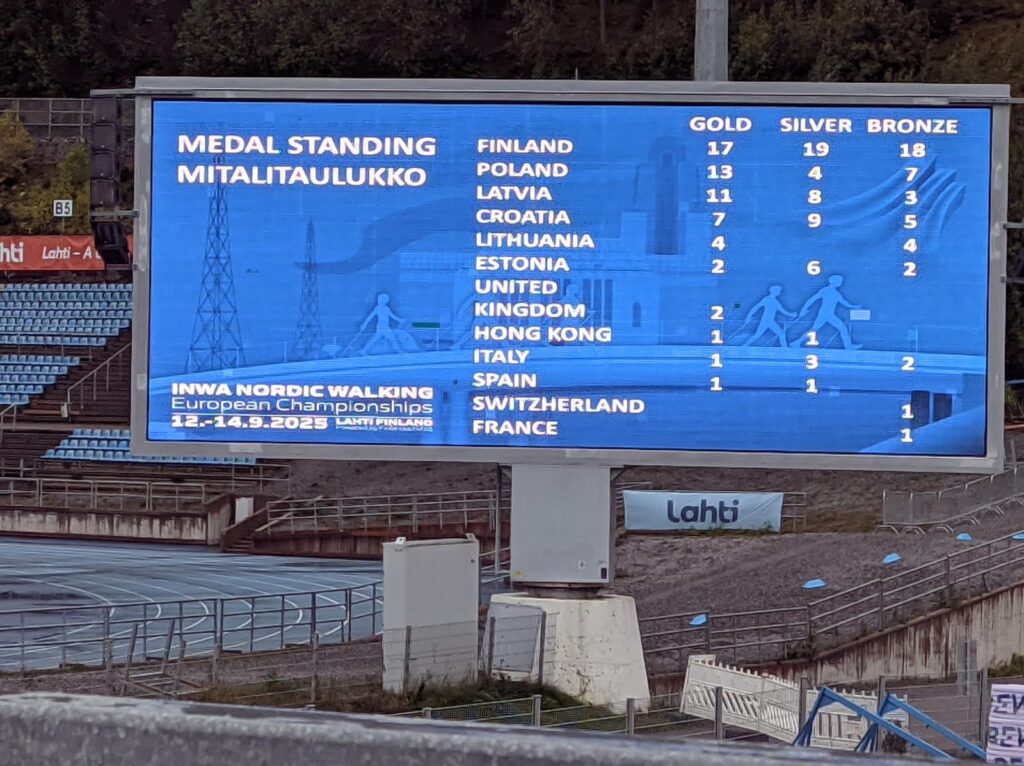 GOLD SILVER BRONZE
MEDAL STANDING
MITALITAULUKKO
FINLAND 17 19 18
POLAND 13 4 7
LATVIA 11 8 3
CROATIA 7 9 5
LITHUANIA 4 4
ESTONIA 2 6 2
UNITED
KINGDOM 2
HONG KONG 1 1
ITALY 1 3 2
SPAIN 1 1
SWITZHERLAND 1
FRANCE 1
INWA NORDIC WALKING
European Championships
12.-14.9.2025 LAHTI FINLAND
B5
hti Lahti – A
Lahti